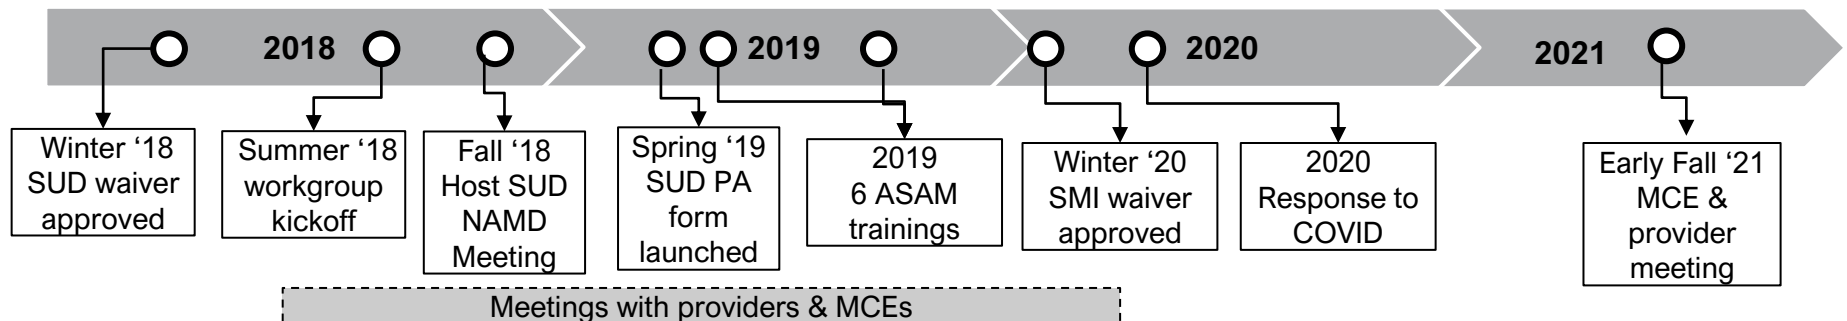 2018
2019
2020
2021
Winter ‘18
SUD waiver
approved
Summer ‘18
workgroup
kickoff
Fall ‘18
Host SUD
NAMD
Meeting
Spring ‘19
SUD PA
form
launched
2019
6 ASAM
trainings
Winter ‘20
SMI waiver
approved
2020
Response to
COVID
Early Fall ‘21
MCE &
provider
meeting
Meetings with providers & MCEs